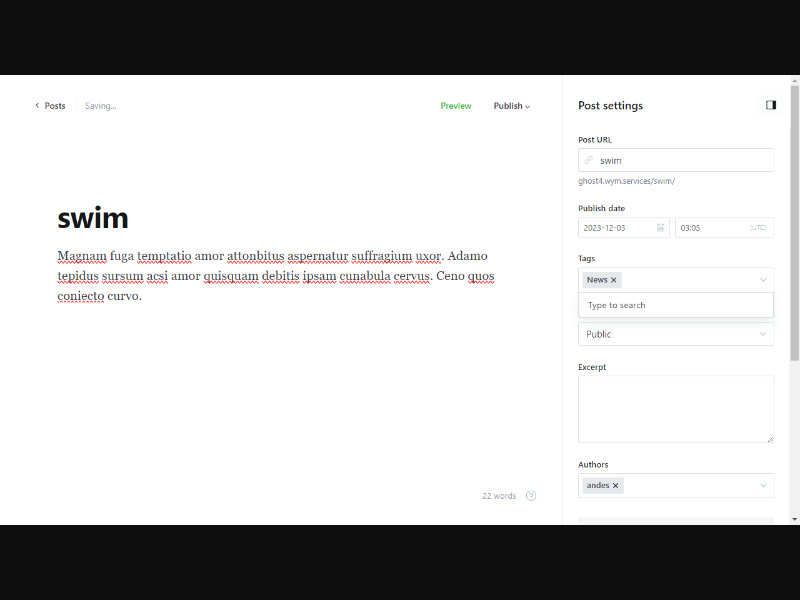 Posts
Saving...
Preview
Publish
swim
Magnam fuga temptatio amor attonbitus aspernatur suffragium uxor. Adamo
tepidus sursum acsi amor quisquam debitis ipsam cunabula cervus. Ceno quos
coniecto curvo.
22 words
?
Post settings
Post URL
swim
ghost4.wym.services/swim/
Publish date
2023-12-03
03:05
(UTC)
Tags
News ×
Type to search
Public
Excerpt
Authors
andes ×